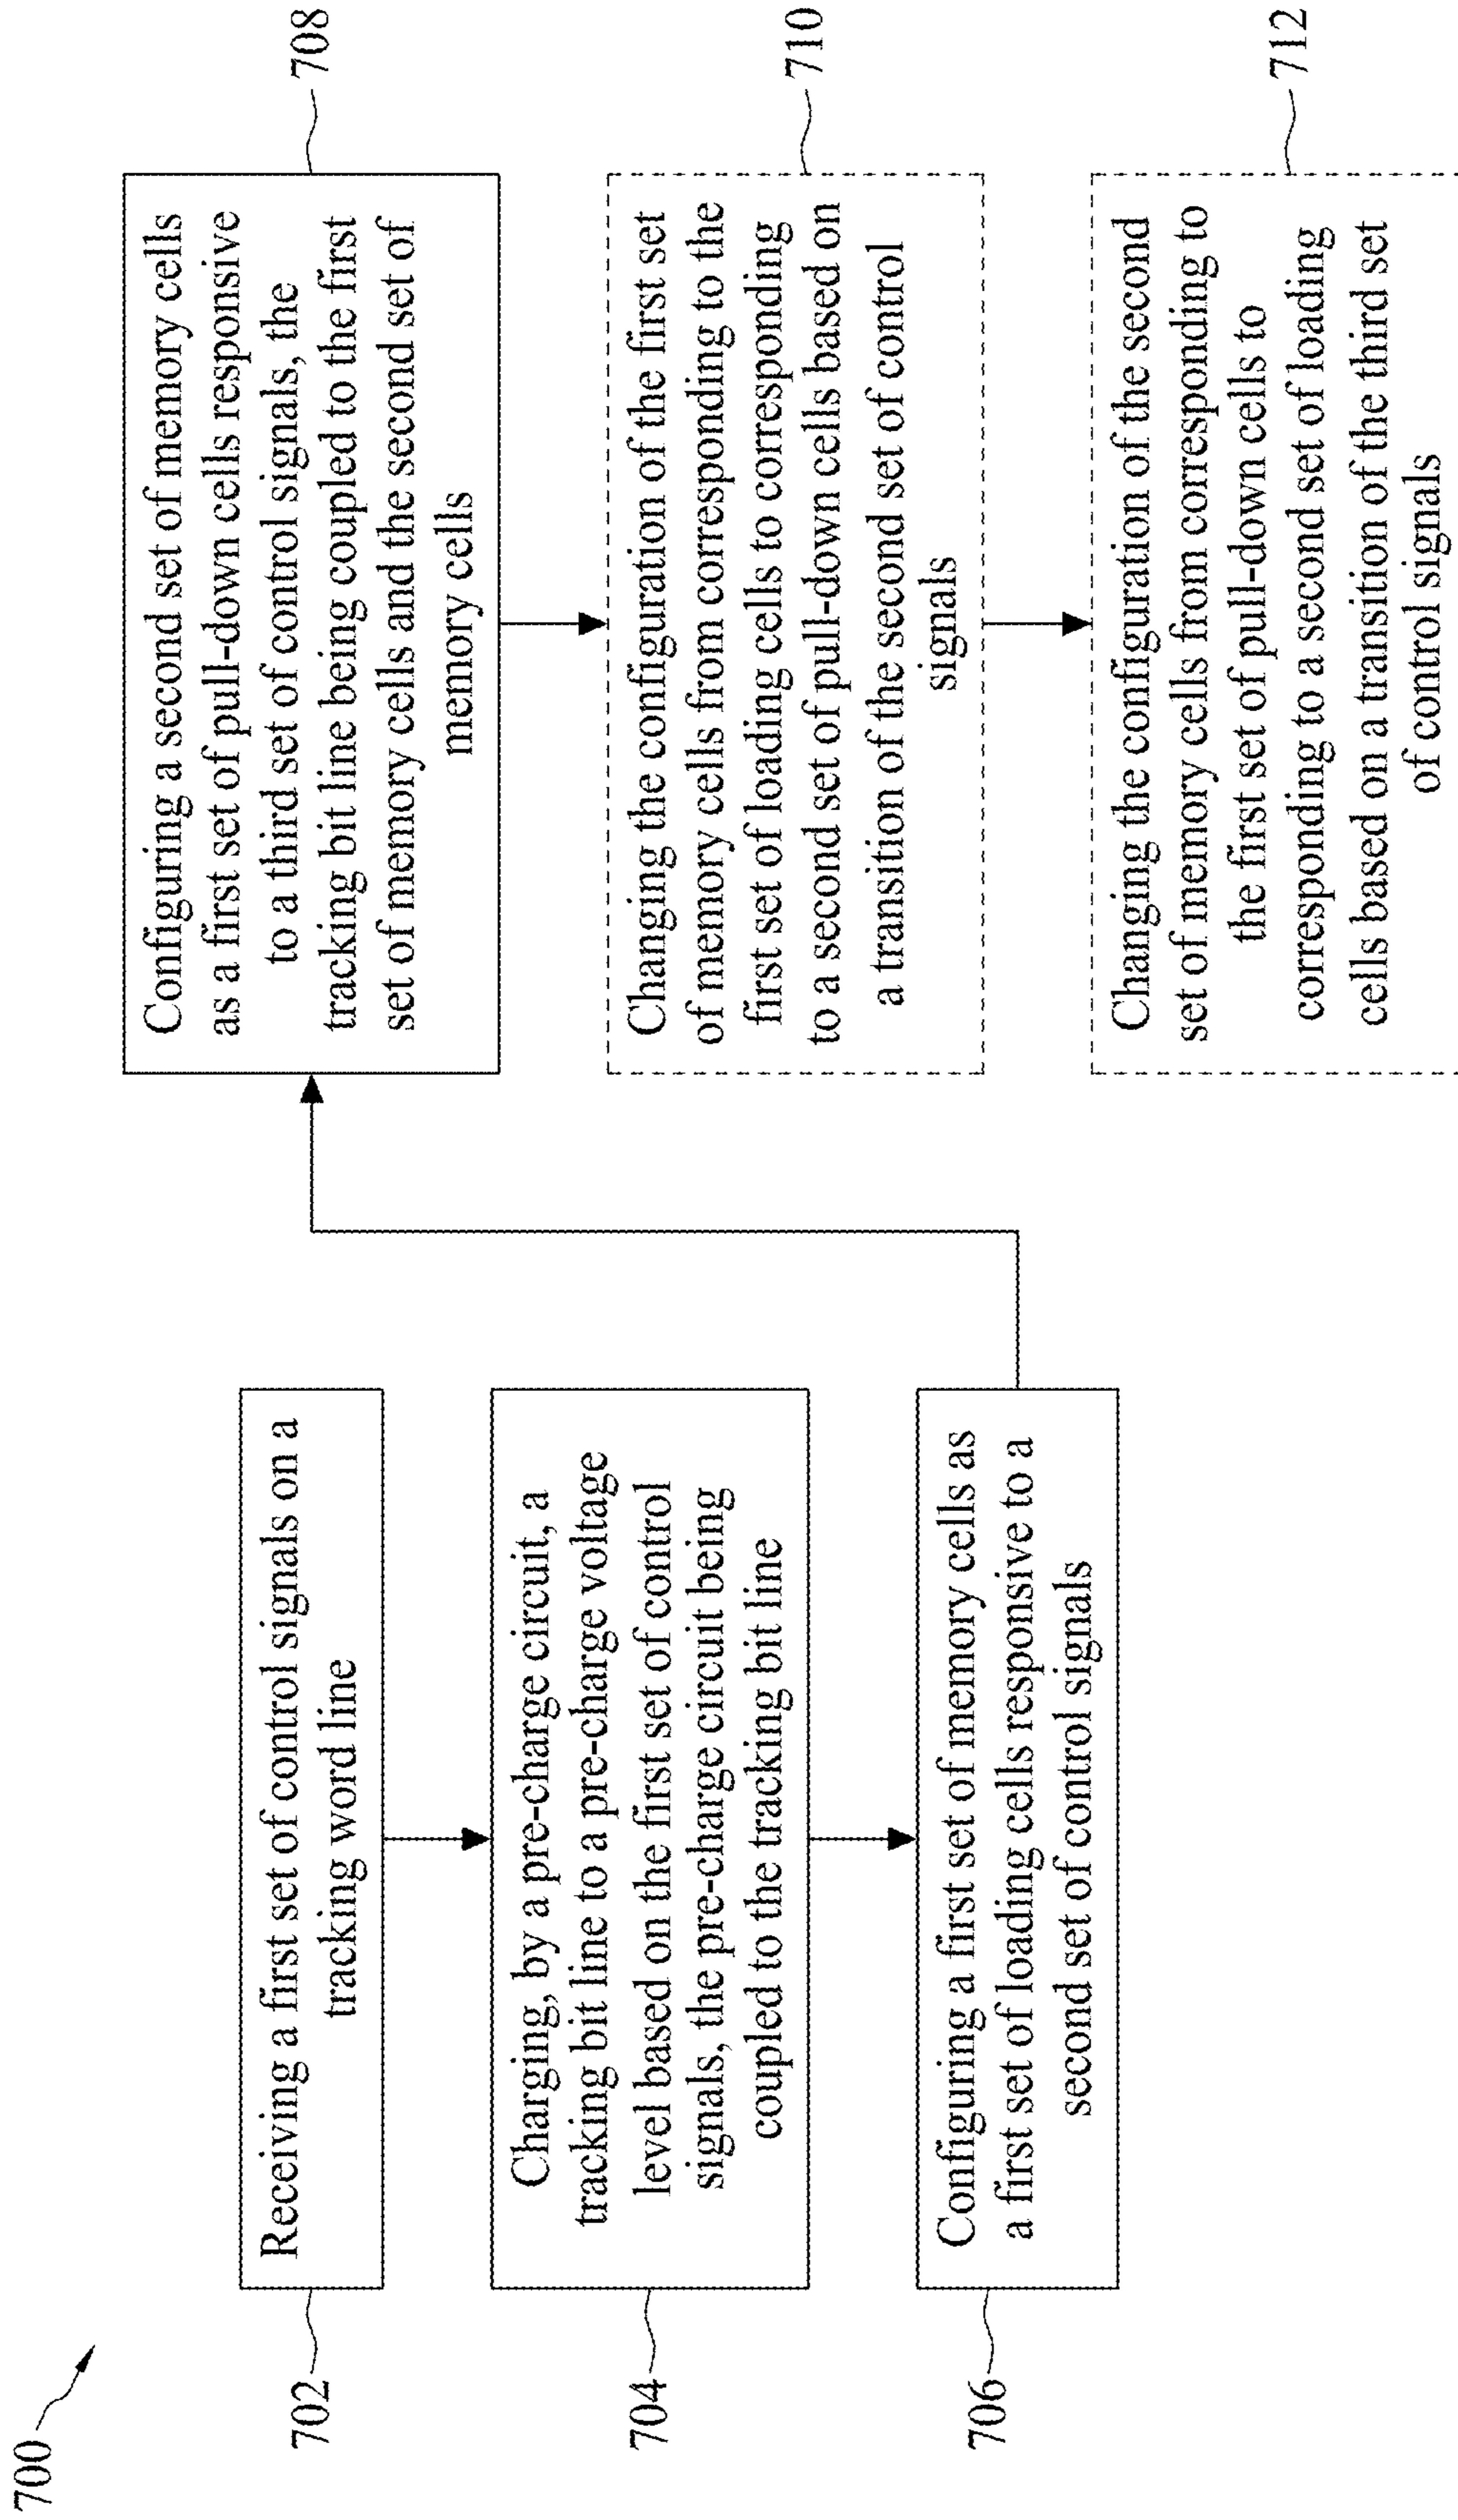 700
702
Receiving a first set of control signals on a
tracking word line
704
Charging, by a pre-charge circuit, a
tracking bit line to a pre-charge voltage
level based on the first set of control
signals, the pre-charge circuit being
coupled to the tracking bit line
706
Configuring a first set of memory cells as
a first set of loading cells responsive to a
second set of control signals
708
Configuring a second set of memory cells
as a first set of pull-down cells responsive
to a third set of control signals, the
tracking bit line being coupled to the first
set of memory cells and the second set of
memory cells
710
Changing the configuration of the first set
of memory cells from corresponding to the
first set of loading cells to corresponding
to a second set of pull-down cells based on
a transition of the second set of control
signals
712
Changing the configuration of the second
set of memory cells from corresponding to
the first set of pull-down cells to
corresponding to a second set of loading
cells based on a transition of the third set
of control signals